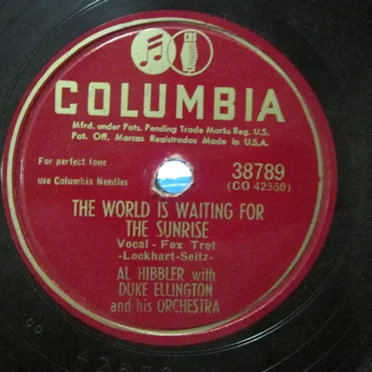 COLUMBIA
Mfrd. under Pats. Pending Trade Marks Reg. U.S.
Pat. Off. Marcas Registradas Made in U.S.A.
For perfect tone
use Columbia Needles
38789
(CO 42550)
THE WORLD IS WAITING FOR
THE SUNRISE
Vocal - Fox Trot
-Lockhart-Seitz-
AL HIBBLER with
DUKE ELLINGTON
and his ORCHESTRA